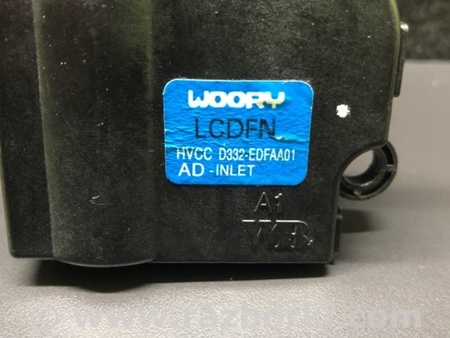 WOORY
LCDFN
HVCC D332-EDFAA01
AD -INLET
A1